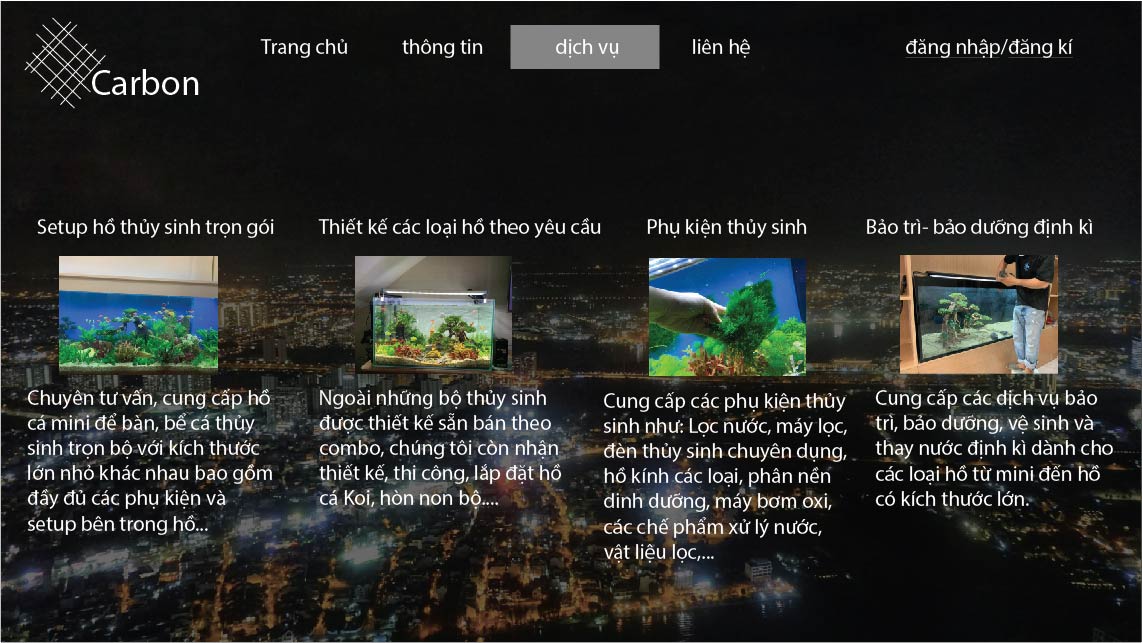 Carbon
Trang chủ
thông tin
dịch vụ
liên hệ
đăng nhập/đăng kí
Setup hồ thủy sinh trọn gói
Chuyên tư vấn, cung cấp hồ
cá mini để bàn, bể cá thủy
sinh trọn bộ với kích thước
lớn nhỏ khác nhau bao gồm
đầy đủ các phụ kiện và
setup bên trong hồ...
Thiết kế các loại hồ theo yêu cầu
Ngoài những bộ thủy sinh
được thiết kế sẵn bán theo
combo, chúng tôi còn nhận
thiết kế, thi công, lắp đặt hồ
cá Koi, hòn non bộ....
Phụ kiện thủy sinh
Cung cấp các phụ kiện thủy
sinh như: Lọc nước, máy lọc,
đèn thủy sinh chuyên dụng,
hồ kính các loại, phân nền
dinh dưỡng, máy bơm oxi,
các chế phẩm xử lý nước,
vật liệu lọc,...
Bảo trì- bảo dưỡng định kì
Cung cấp các dịch vụ bảo
trì, bảo dưỡng, vệ sinh và
thay nước định kì dành cho
các loại hồ từ mini đến hồ
có kích thước lớn.